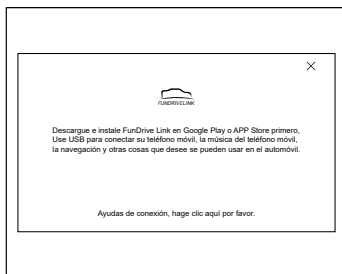 FUNDRIVELINK
Descargue e instale FunDrive Link en Google Play o APP Store primero,
Use USB para conectar su teléfono móvil, la música del teléfono móvil,
la navegación y otras cosas que desee se pueden usar en el automóvil.
Ayudas de conexión, hage clic aquí por favor.